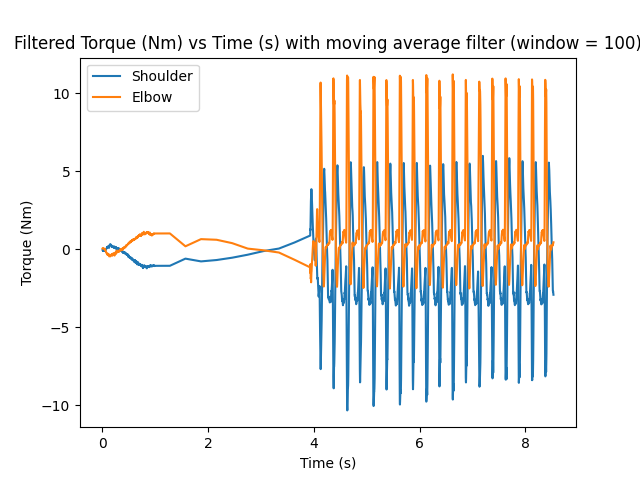 Filtered Torque (Nm) vs Time (s) with moving average filter (window = 100)
Shoulder
Elbow
10
5
0
−5
−10
Torque (Nm)
0 2 4 6 8
Time (s)